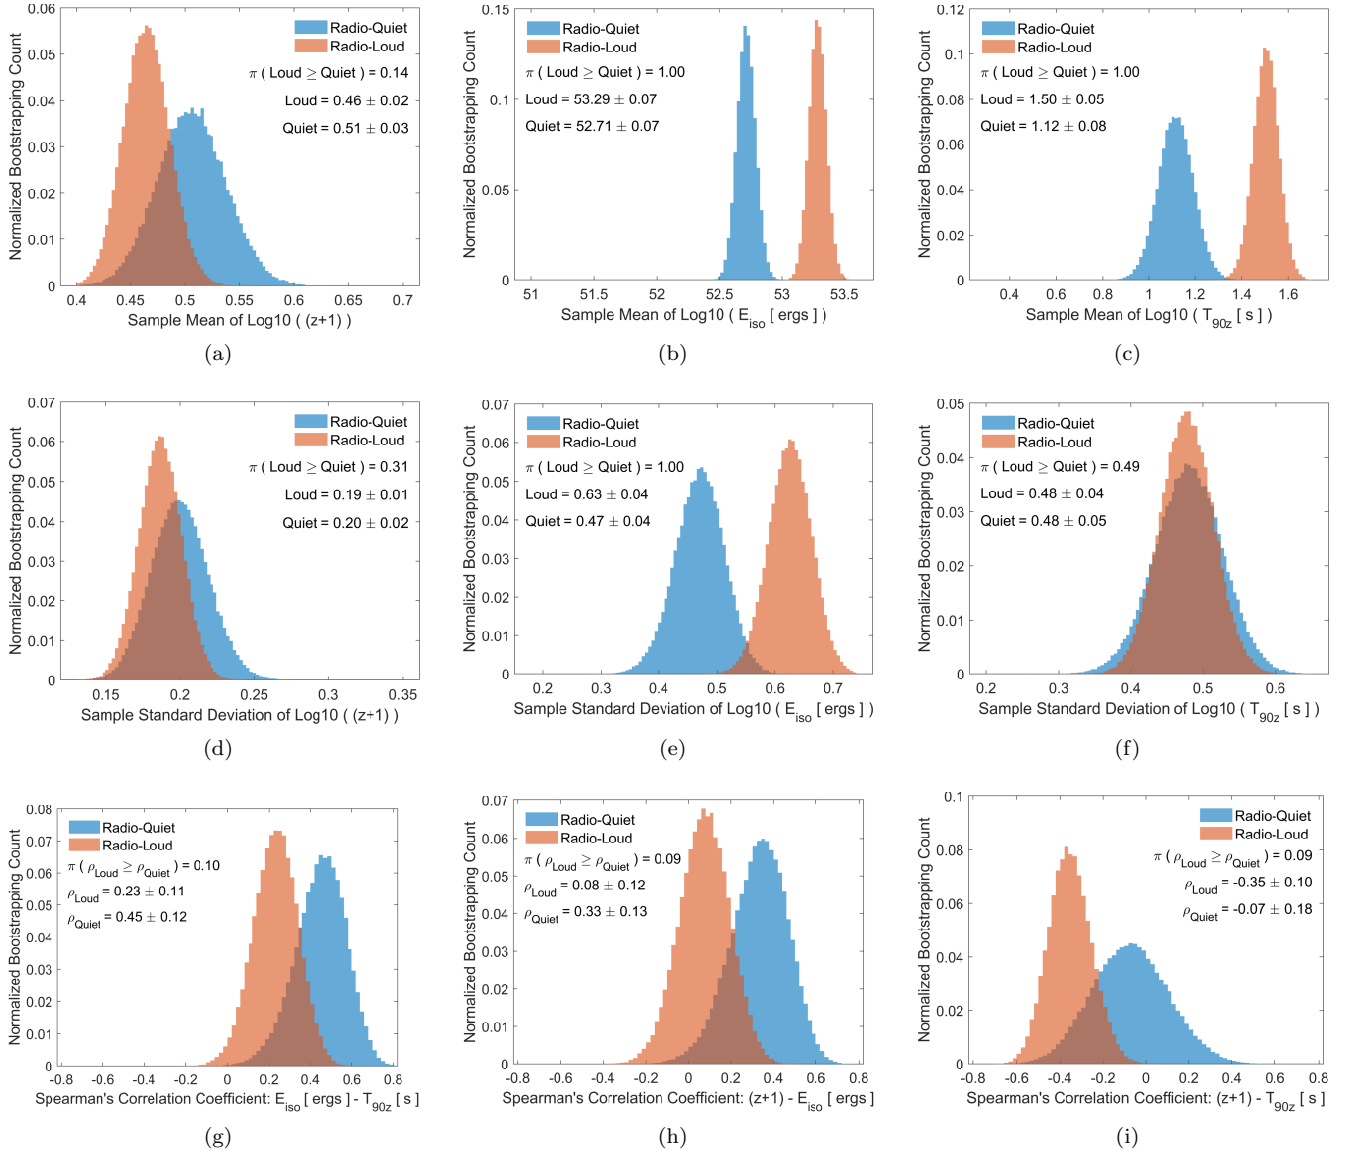 0.06
0.05
0.04
0.03
0.02
0.01
0
Normalized Bootstrapping Count
Radio-Quiet
Radio-Loud
π ( Loud ≥ Quiet ) = 0.14
Loud = 0.46 ± 0.02
Quiet = 0.51 ± 0.03
0.4 0.45 0.5 0.55 0.6 0.65 0.7
Sample Mean of Log10 ( (z+1) )
(a)
0.15
0.1
0.05
0
Normalized Bootstrapping Count
Radio-Quiet
Radio-Loud
π ( Loud ≥ Quiet ) = 1.00
Loud = 53.29 ± 0.07
Quiet = 52.71 ± 0.07
51 51.5 52 52.5 53 53.5
Sample Mean of Log10 ( E_iso [ ergs ] )
(b)
0.12
0.1
0.08
0.06
0.04
0.02
0
Normalized Bootstrapping Count
Radio-Quiet
Radio-Loud
π ( Loud ≥ Quiet ) = 1.00
Loud = 1.50 ± 0.05
Quiet = 1.12 ± 0.08
0.4 0.6 0.8 1 1.2 1.4 1.6
Sample Mean of Log10 ( T_90z [ s ] )
(c)
0.07
0.06
0.05
0.04
0.03
0.02
0.01
0
Normalized Bootstrapping Count
Radio-Quiet
Radio-Loud
π ( Loud ≥ Quiet ) = 0.31
Loud = 0.19 ± 0.01
Quiet = 0.20 ± 0.02
0.15 0.2 0.25 0.3 0.35
Sample Standard Deviation of Log10 ( (z+1) )
(d)
0.07
0.06
0.05
0.04
0.03
0.02
0.01
0
Normalized Bootstrapping Count
Radio-Quiet
Radio-Loud
π ( Loud ≥ Quiet ) = 1.00
Loud = 0.63 ± 0.04
Quiet = 0.47 ± 0.04
0.2 0.3 0.4 0.5 0.6 0.7
Sample Standard Deviation of Log10 ( E_iso [ ergs ] )
(e)
0.05
0.04
0.03
0.02
0.01
0
Normalized Bootstrapping Count
Radio-Quiet
Radio-Loud
π ( Loud ≥ Quiet ) = 0.49
Loud = 0.48 ± 0.04
Quiet = 0.48 ± 0.05
0.2 0.3 0.4 0.5 0.6
Sample Standard Deviation of Log10 ( T_90z [ s ] )
(f)
0.08
0.07
0.06
0.05
0.04
0.03
0.02
0.01
0
Normalized Bootstrapping Count
Radio-Quiet
Radio-Loud
π ( ρ_Loud ≥ ρ_Quiet ) = 0.10
ρ_Loud = 0.23 ± 0.11
ρ_Quiet = 0.45 ± 0.12
-0.8 -0.6 -0.4 -0.2 0 0.2 0.4 0.6 0.8
Spearman's Correlation Coefficient: E_iso [ ergs ] - T_90z [ s ]
(g)
0.07
0.06
0.05
0.04
0.03
0.02
0.01
0
Normalized Bootstrapping Count
Radio-Quiet
Radio-Loud
π ( ρ_Loud ≥ ρ_Quiet ) = 0.09
ρ_Loud = 0.08 ± 0.12
ρ_Quiet = 0.33 ± 0.13
-0.8 -0.6 -0.4 -0.2 0 0.2 0.4 0.6 0.8
Spearman's Correlation Coefficient: (z+1) - E_iso [ ergs ]
(h)
0.1
0.08
0.06
0.04
0.02
0
Normalized Bootstrapping Count
Radio-Quiet
Radio-Loud
π ( ρ_Loud ≥ ρ_Quiet ) = 0.09
ρ_Loud = -0.35 ± 0.10
ρ_Quiet = -0.07 ± 0.18
-0.8 -0.6 -0.4 -0.2 0 0.2 0.4 0.6 0.8
Spearman's Correlation Coefficient: (z+1) - T_90z [ s ]
(i)